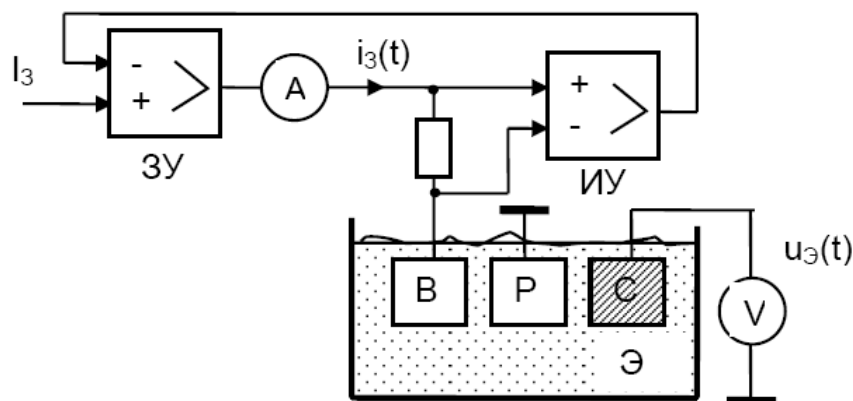 I₃
-
+
ЗУ
A
i₃(t)
+
-
ИУ
В
Р
С
Э
uЭ(t)
V